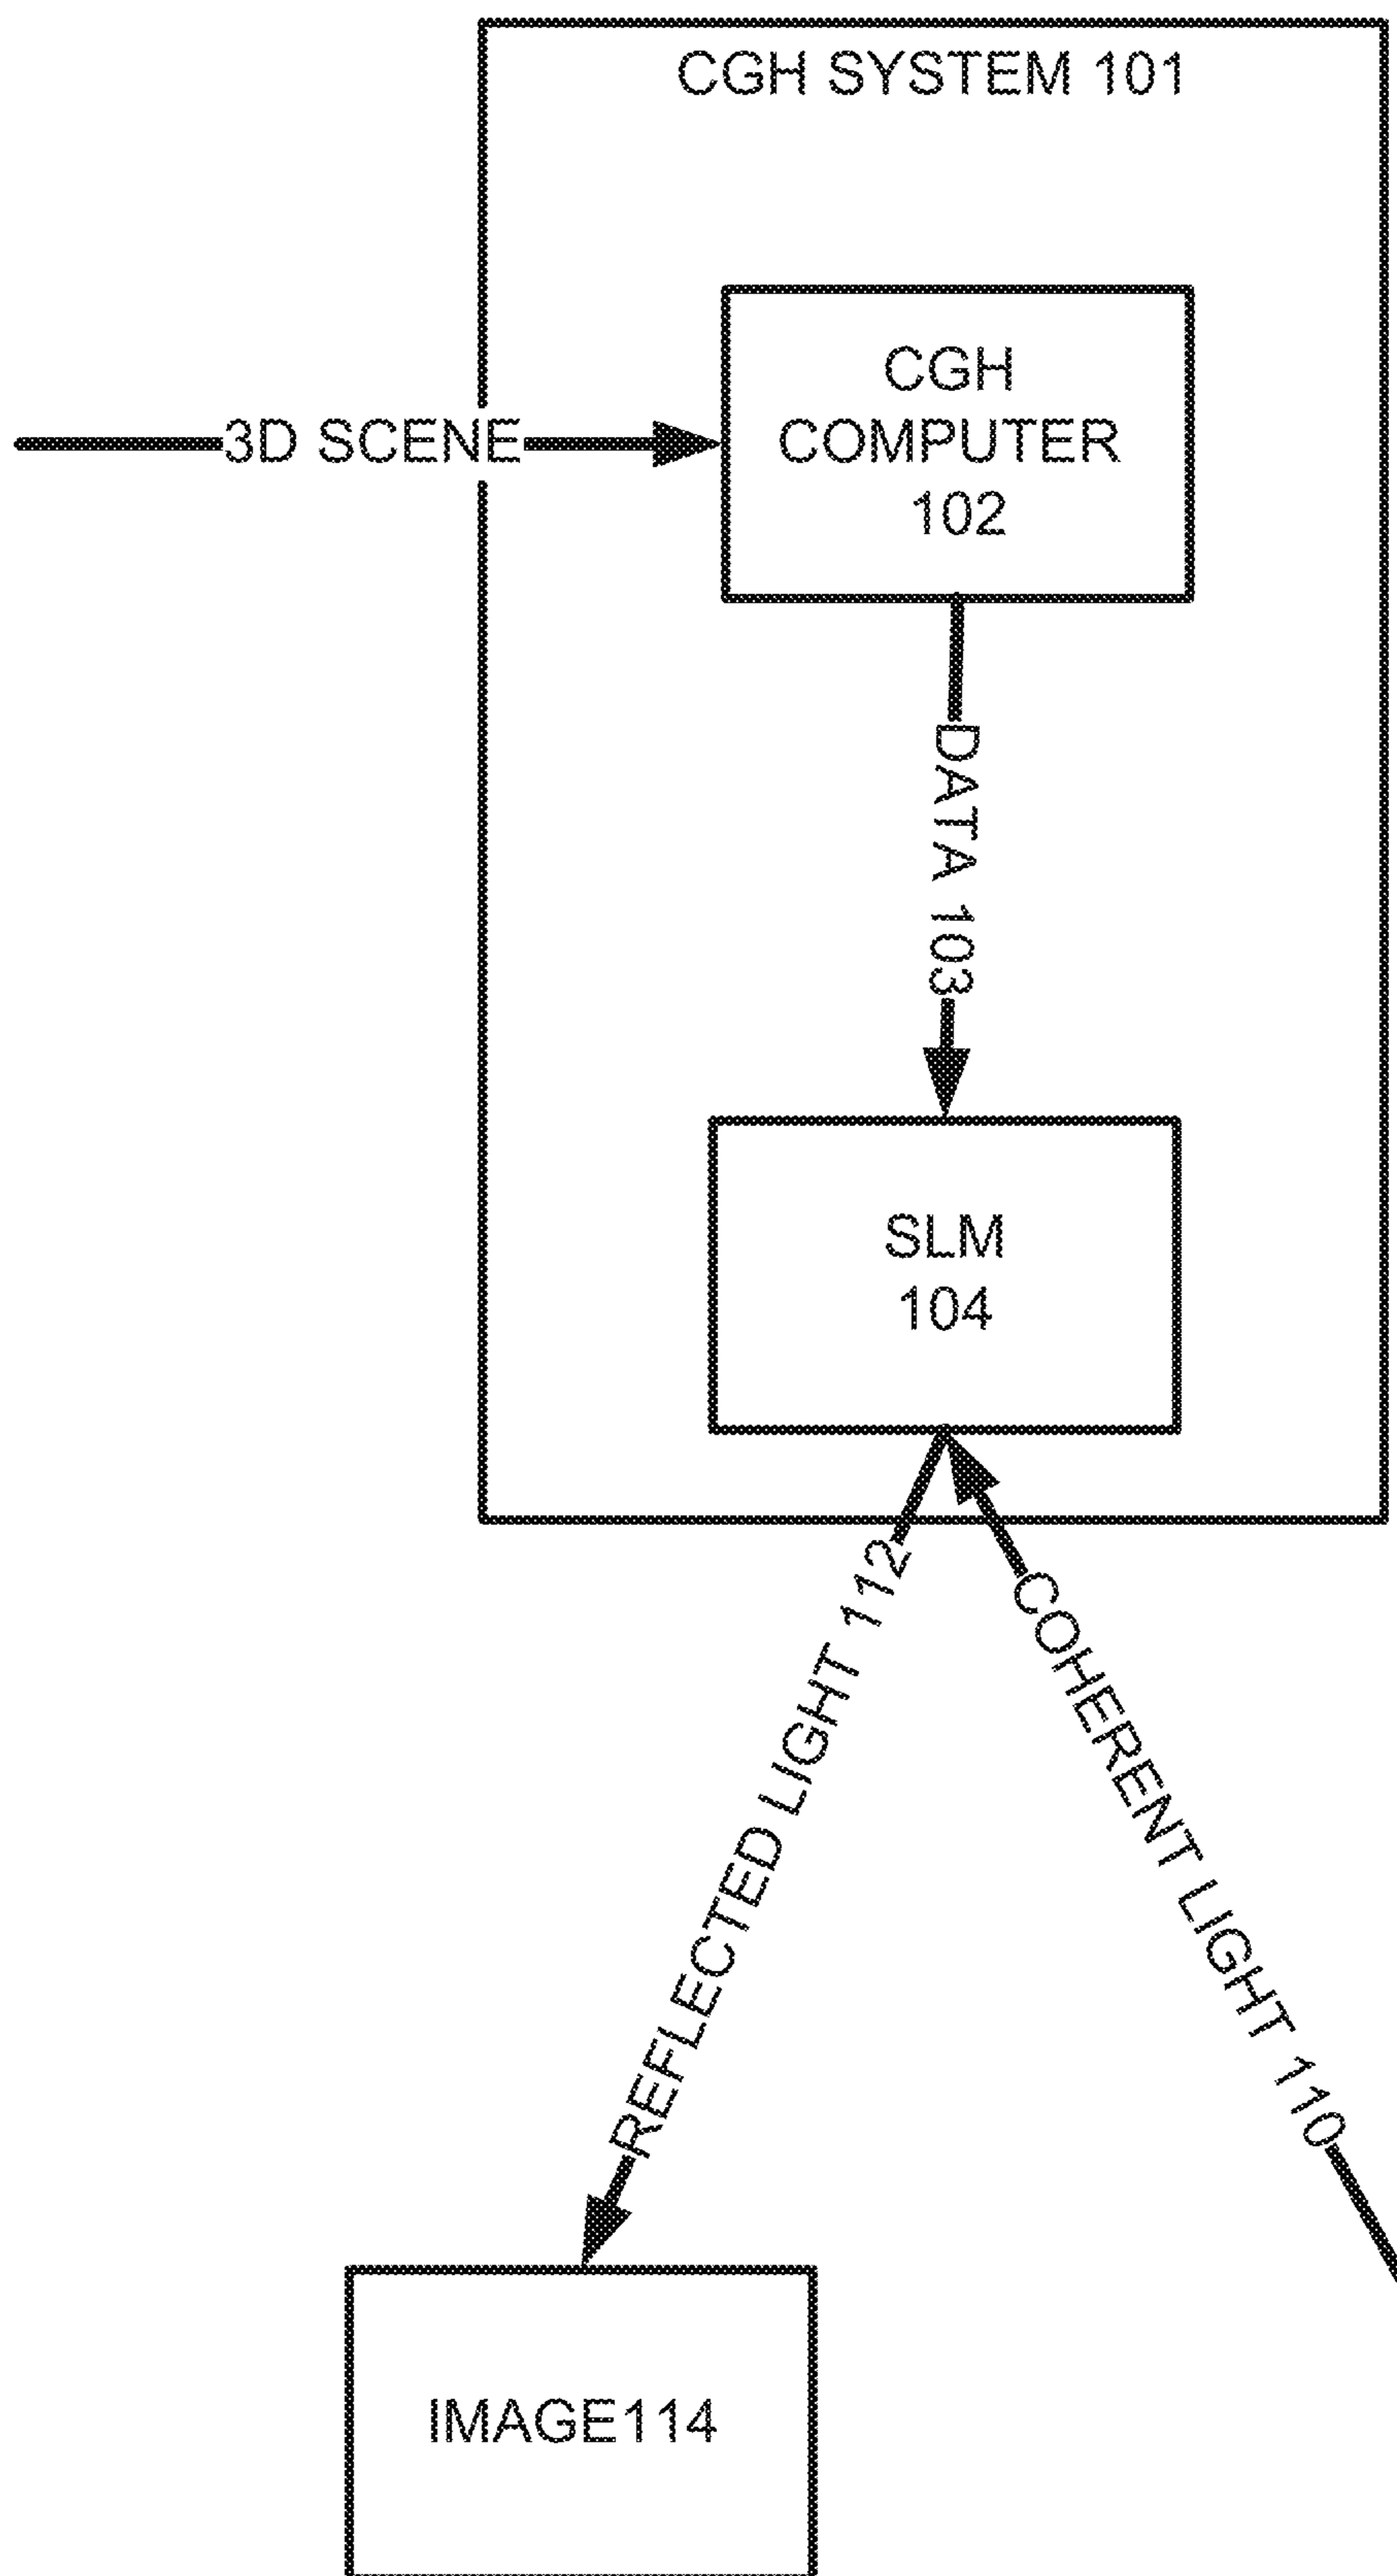 CGH SYSTEM 101
CGH
COMPUTER
102
3D SCENE
DATA 103
SLM
104
REFLECTED LIGHT 112
COHERENT LIGHT 110
IMAGE114